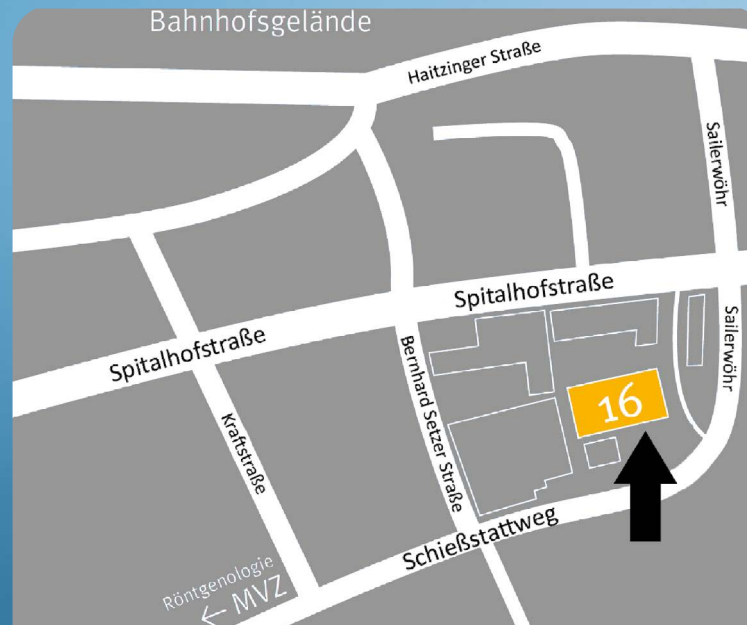 Bahnhofsgelände
Haitzinger Straße
Sailerwöhr
Spitalhofstraße
Spitalhofstraße
Sailerwöhr
Bernhard Setzer Straße
16
Kraftstraße
Schießstattweg
Röntgenologie
← MVZ